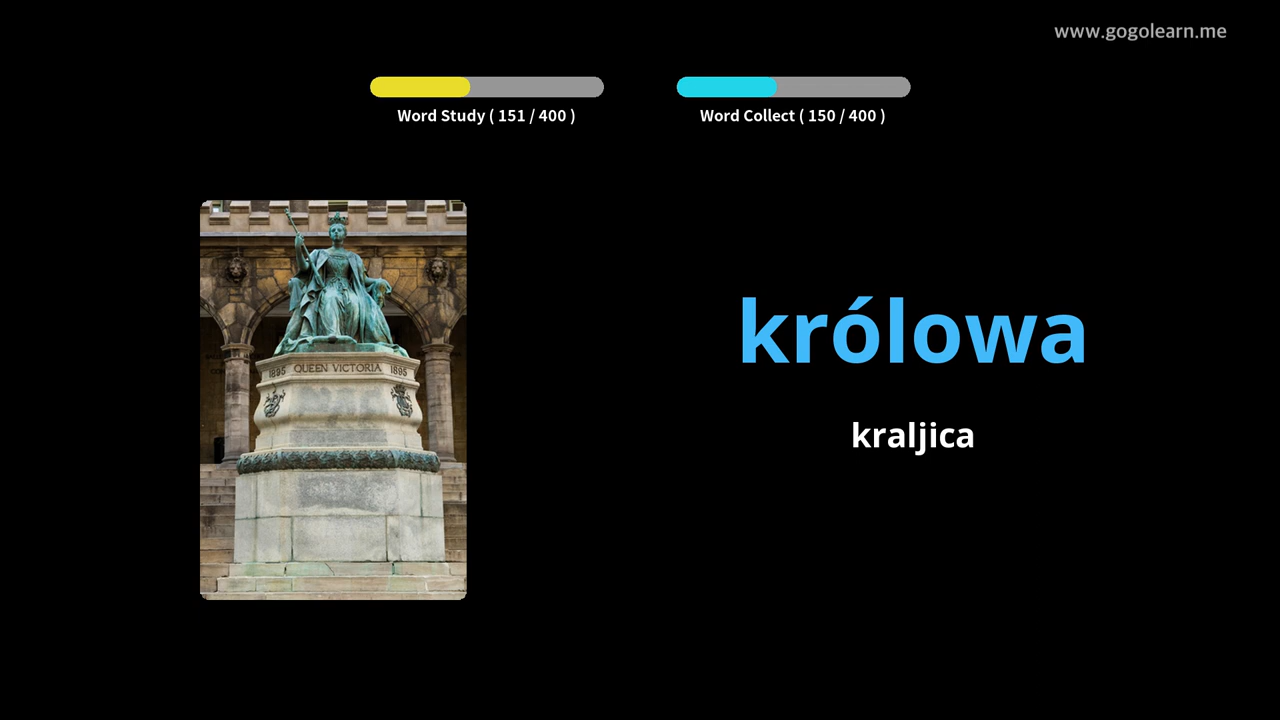 www.gogolearn.me
Word Study ( 151 / 400 )
Word Collect ( 150 / 400 )
1895 QUEEN VICTORIA 1895
królowa
kraljica